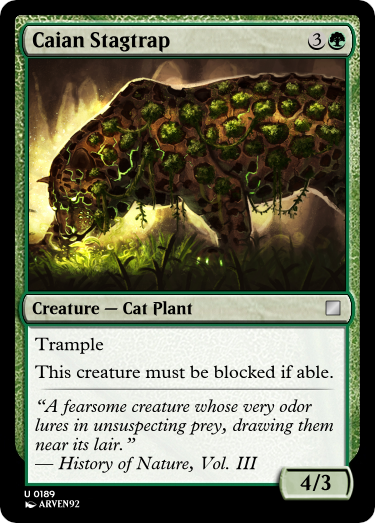 Caian Stagtrap 3
Creature — Cat Plant
Trample
This creature must be blocked if able.
“A fearsome creature whose very odor
lures in unsuspecting prey, drawing them
near its lair.”
— History of Nature, Vol. III
4/3
U 0189
ARVEN92